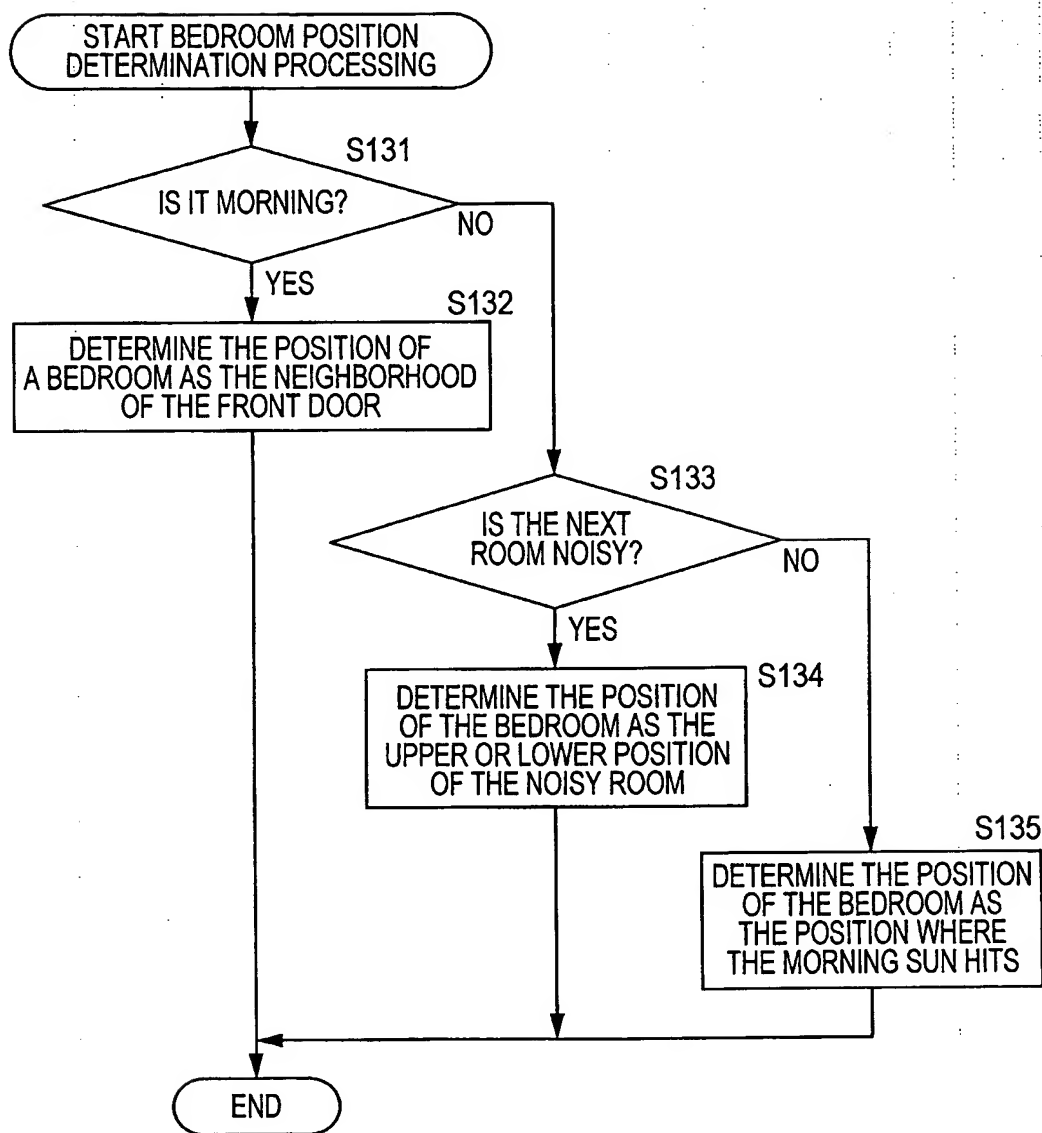 START BEDROOM POSITION
DETERMINATION PROCESSING
S131
IS IT MORNING?
NO
YES
S132
DETERMINE THE POSITION OF
A BEDROOM AS THE NEIGHBORHOOD
OF THE FRONT DOOR
S133
IS THE NEXT
ROOM NOISY?
NO
YES
S134
DETERMINE THE POSITION
OF THE BEDROOM AS THE
UPPER OR LOWER POSITION
OF THE NOISY ROOM
S135
DETERMINE THE POSITION
OF THE BEDROOM AS
THE POSITION WHERE
THE MORNING SUN HITS
END